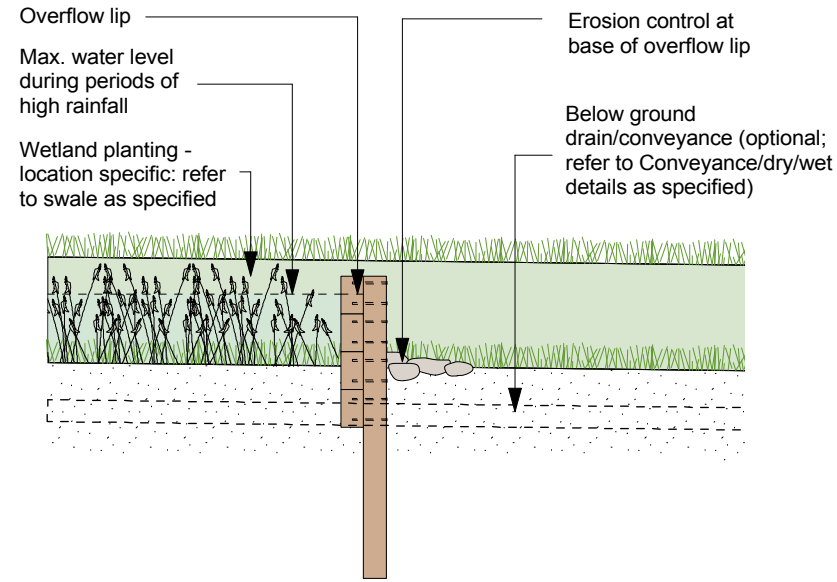 Overflow lip
Max. water level
during periods of
high rainfall
Wetland planting -
location specific: refer
to swale as specified
Erosion control at
base of overflow lip
Below ground
drain/conveyance (optional;
refer to Conveyance/dry/wet
details as specified)